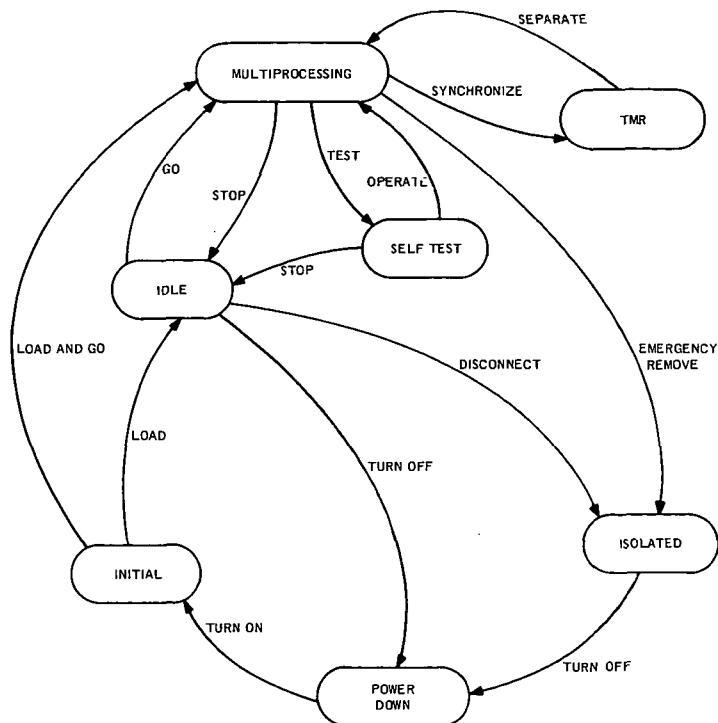 SEPARATE
MULTIPROCESSING
SYNCHRONIZE
TMR
TEST
GO
OPERATE
STOP
SELF TEST
STOP
IDLE
LOAD AND GO
EMERGENCY
REMOVE
DISCONNECT
LOAD
TURN OFF
ISOLATED
INITIAL
TURN ON
TURN OFF
POWER
DOWN